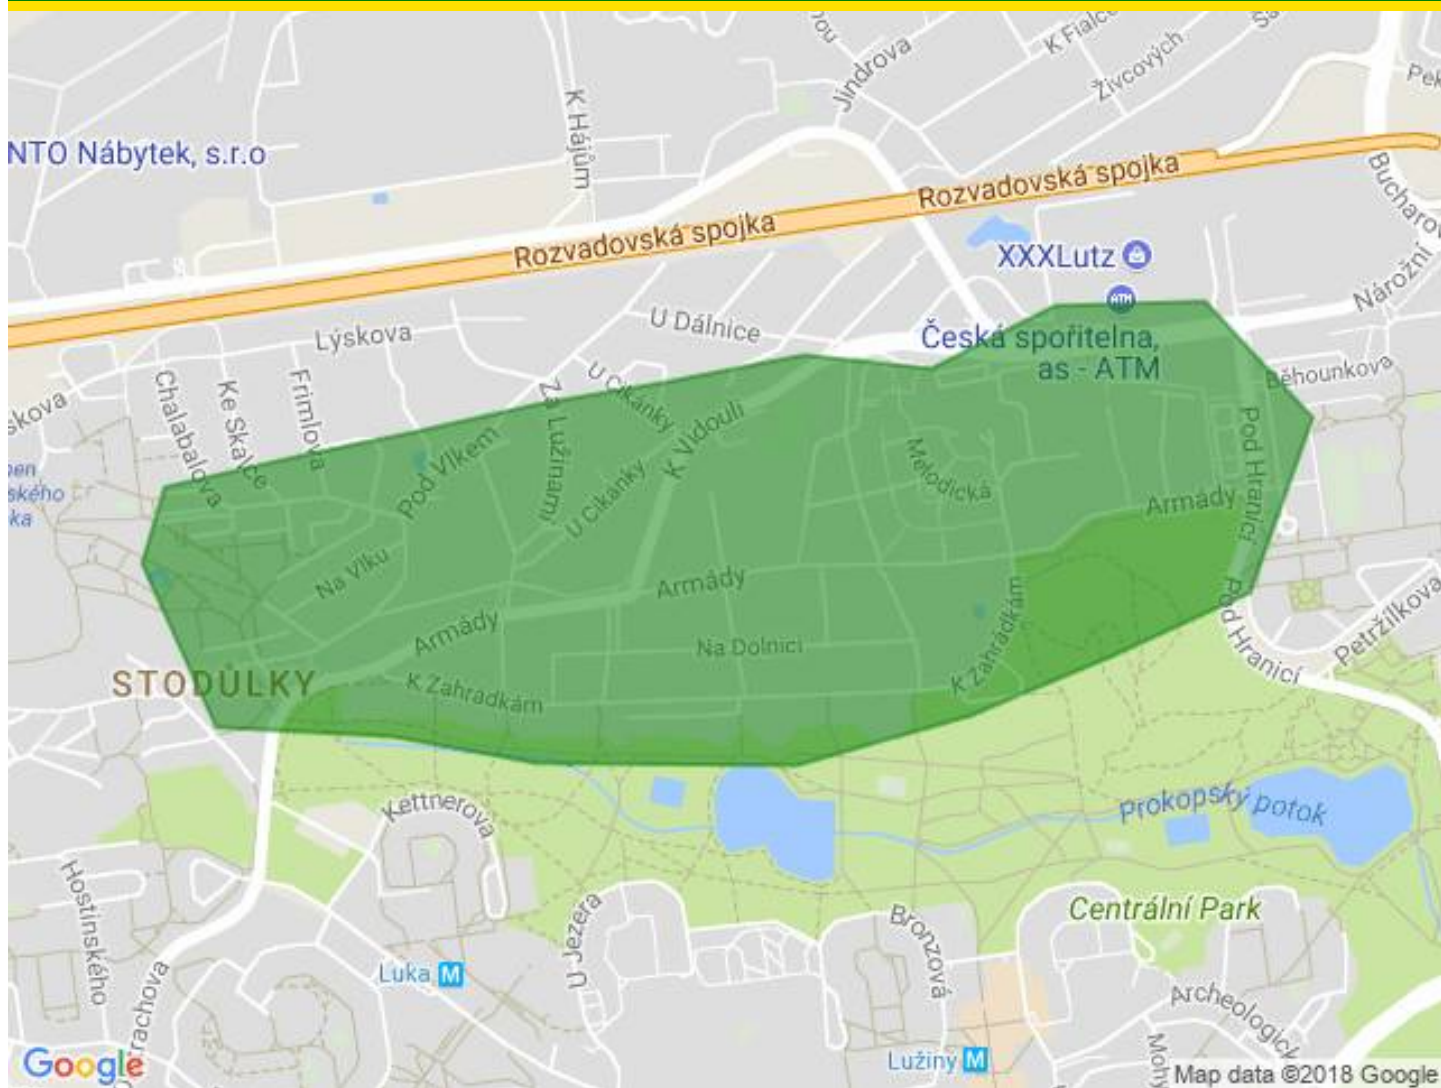 Jindrova
K Fialce
Živcových
K Hájům
NTO Nábytek, s.r.o
Rozvadovská spojka
Rozvadovská spojka
XXXLutz
Nárožní
ATM
Lýskova
U Dálnice
Česká spořitelna,
as - ATM
Běhounkova
Chalabalova
Ke Skalce
Frimlova
Za Lužinami
U Cikánky
K Vidouli
Pod Vlkem
U Cikánky
Melodická
Pod Hranicí
Armády
Na Vlku
Armády
Armády
Na Dolnici
K Zahrádkám
Pod Hranicí
Petržílkova
STODŮLKY
K Zahradkám
Kettnerova
Prokopský potok
Hostinského
U Jezera
Bronzová
Centrální Park
Luka M
Archeologick
Lužiny M
Google
Map data ©2018 Google